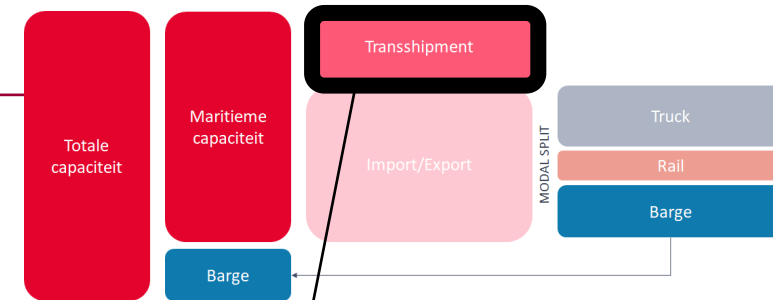 Totale
capaciteit
Maritieme
capaciteit
Barge
Transshipment
Import/Export
MODAL SPLIT
Truck
Rail
Barge